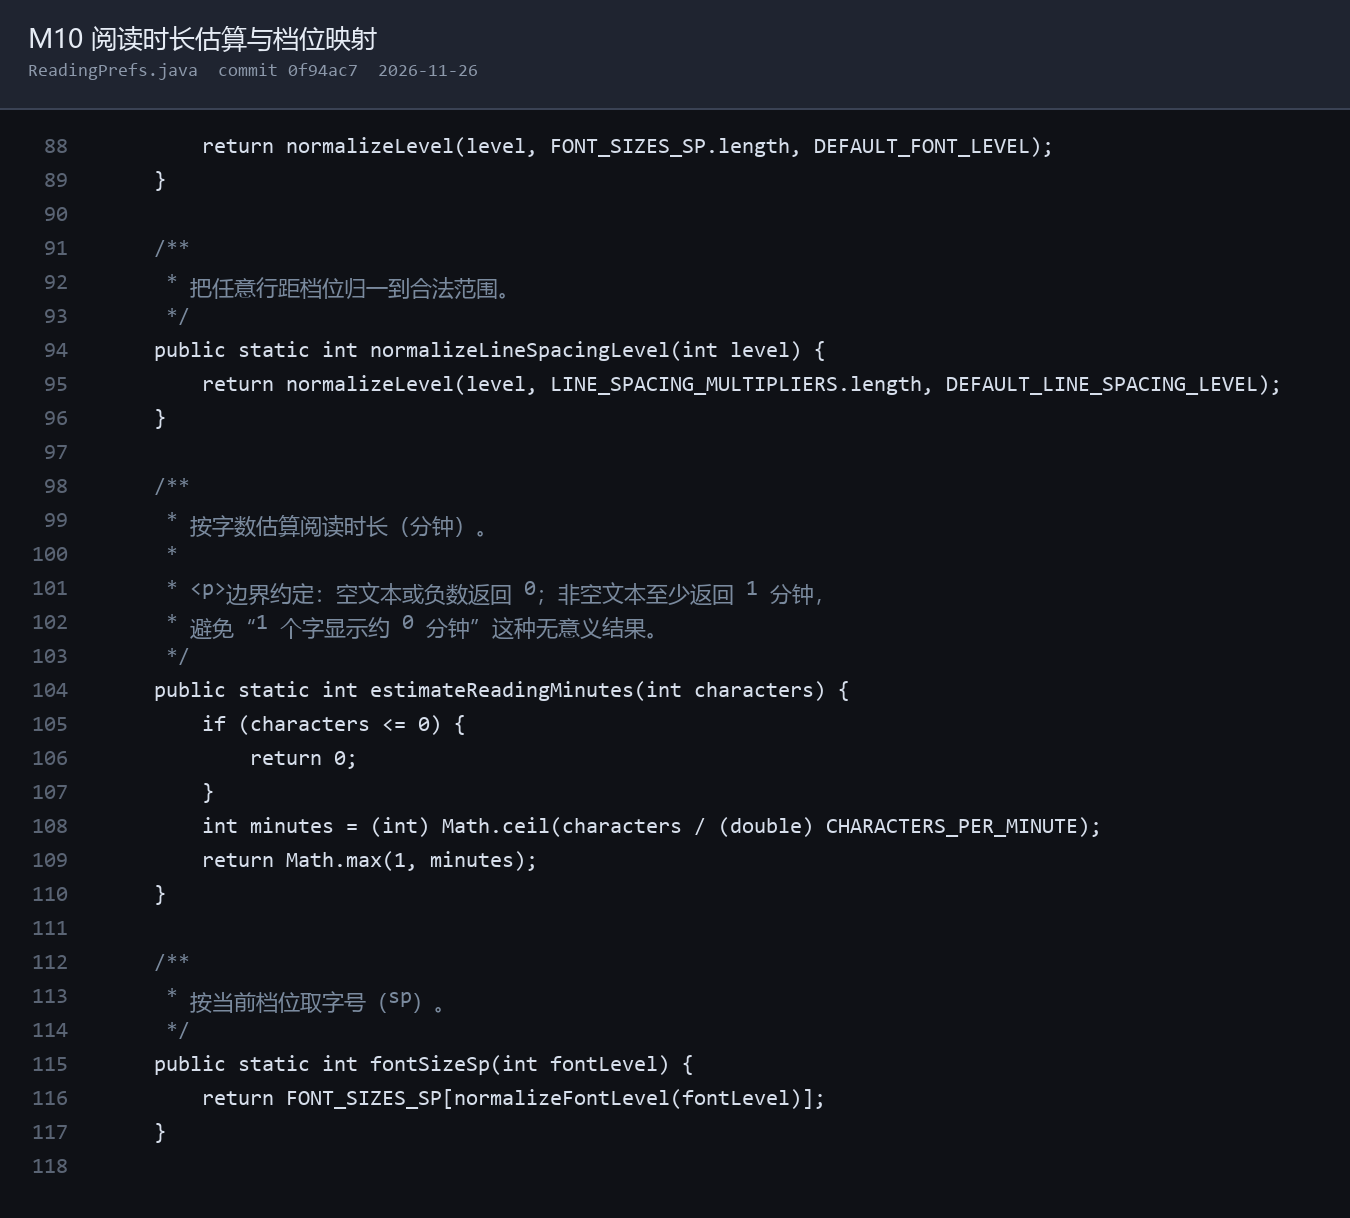 M10 阅读时长估算与档位映射
ReadingPrefs.java  commit 0f94ac7  2026-11-26
88            return normalizeLevel(level, FONT_SIZES_SP.length, DEFAULT_FONT_LEVEL);
89        }
90
91        /**
92         * 把任意行距档位归一到合法范围。
93         */
94        public static int normalizeLineSpacingLevel(int level) {
95            return normalizeLevel(level, LINE_SPACING_MULTIPLIERS.length, DEFAULT_LINE_SPACING_LEVEL);
96        }
97
98        /**
99         * 按字数估算阅读时长（分钟）。
100         *
101         * <p>边界约定：空文本或负数返回 0；非空文本至少返回 1 分钟，
102         * 避免“1 个字显示约 0 分钟”这种无意义结果。
103         */
104        public static int estimateReadingMinutes(int characters) {
105            if (characters <= 0) {
106                return 0;
107            }
108            int minutes = (int) Math.ceil(characters / (double) CHARACTERS_PER_MINUTE);
109            return Math.max(1, minutes);
110        }
111
112        /**
113         * 按当前档位取字号（sp）。
114         */
115        public static int fontSizeSp(int fontLevel) {
116            return FONT_SIZES_SP[normalizeFontLevel(fontLevel)];
117        }
118